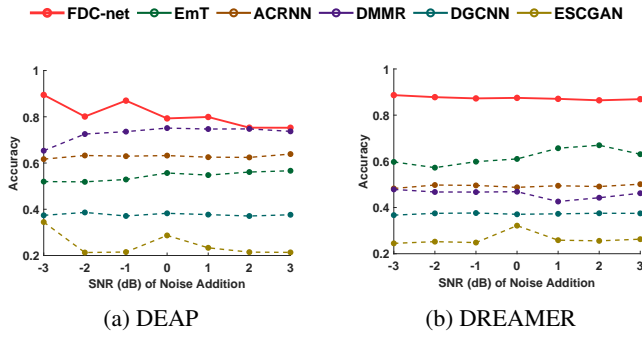 FDC-net EmT ACRNN DMMR DGCNN ESCGAN
1
0.8
0.6
0.4
0.2
Accuracy
-3 -2 -1 0 1 2 3
SNR (dB) of Noise Addition
(a) DEAP
1
0.8
0.6
0.4
0.2
Accuracy
-3 -2 -1 0 1 2 3
SNR (dB) of Noise Addition
(b) DREAMER